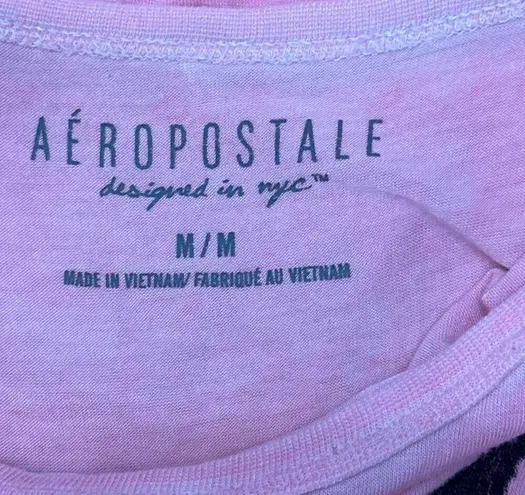 AÉROPOSTALE
designed in nyc™
M/M
MADE IN VIETNAM/ FABRIQUÉ AU VIETNAM